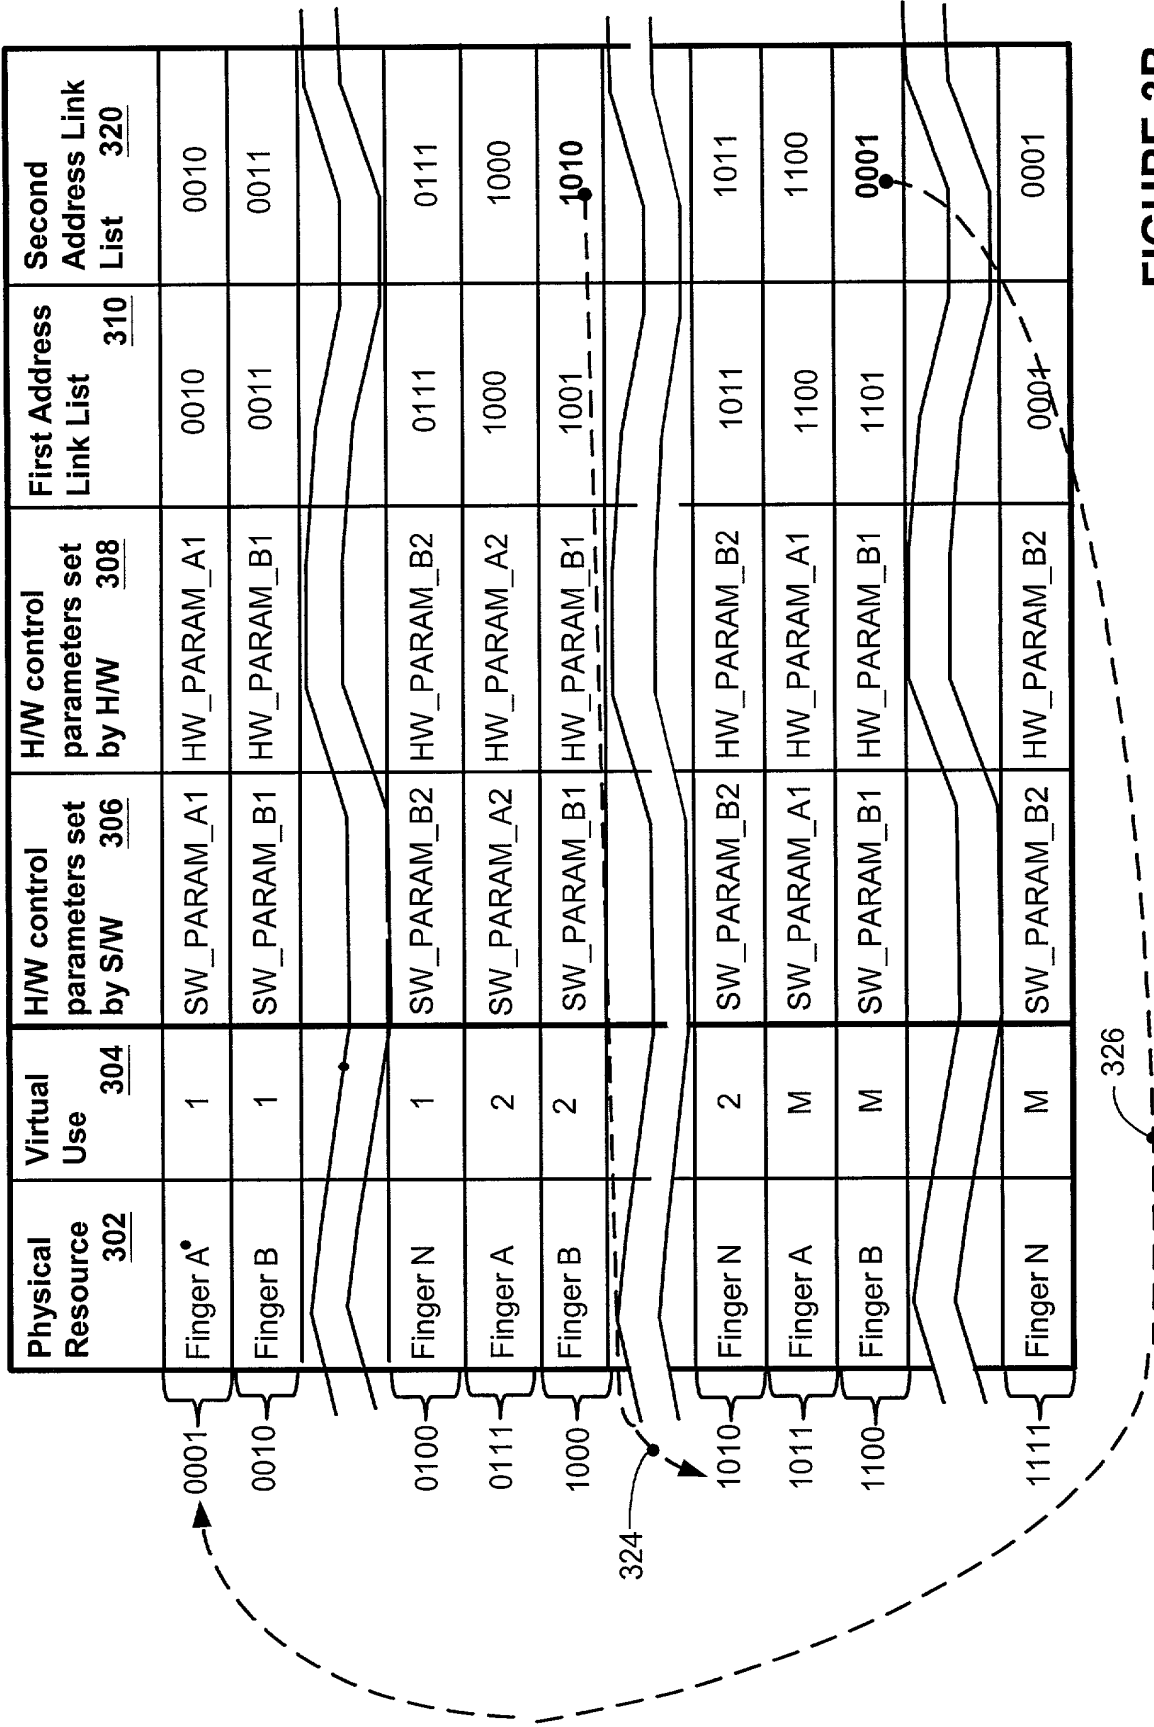 Physical Resource 302
Virtual Use 304
H/W control parameters set by S/W 306
H/W control parameters set by H/W 308
First Address Link List 310
Second Address Link List 320
0001 Finger A 1 SW_PARAM_A1 HW_PARAM_A1 0010 0010
0010 Finger B 1 SW_PARAM_B1 HW_PARAM_B1 0011 0011
0100 Finger N 1 SW_PARAM_B2 HW_PARAM_B2 0111 0111
0111 Finger A 2 SW_PARAM_A2 HW_PARAM_A2 1000 1000
1000 Finger B 2 SW_PARAM_B1 HW_PARAM_B1 1001 1010
324
1010 Finger N 2 SW_PARAM_B2 HW_PARAM_B2 1011 1011
1011 Finger A M SW_PARAM_A1 HW_PARAM_A1 1100 1100
1100 Finger B M SW_PARAM_B1 HW_PARAM_B1 1101 0001
1111 Finger N M SW_PARAM_B2 HW_PARAM_B2 0001 0001
326